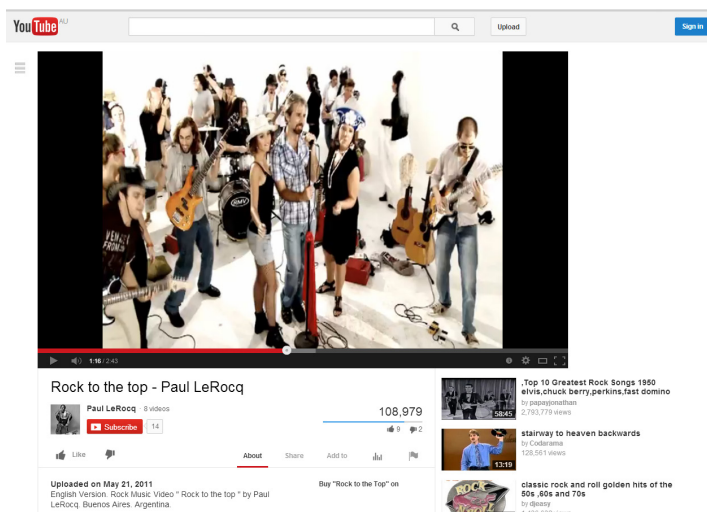 You Tube AU
Upload
Sign in
RMV
1:16 / 2:43
Rock to the top - Paul LeRocq
Paul LeRocq · 8 videos
Subscribe 14
108,979
9 2
Like
About Share Add to
Uploaded on May 21, 2011
English Version. Rock Music Video " Rock to the top " by Paul
LeRocq. Buenos Aires. Argentina.
Buy "Rock to the Top" on
58:45
,Top 10 Greatest Rock Songs 1950
elvis,chuck berry,perkins,fast domino
by papayjonathan
2,793,779 views
13:19
stairway to heaven backwards
by Codarama
128,561 views
ROCK
classic rock and roll golden hits of the
50s ,60s and 70s
by djeasy